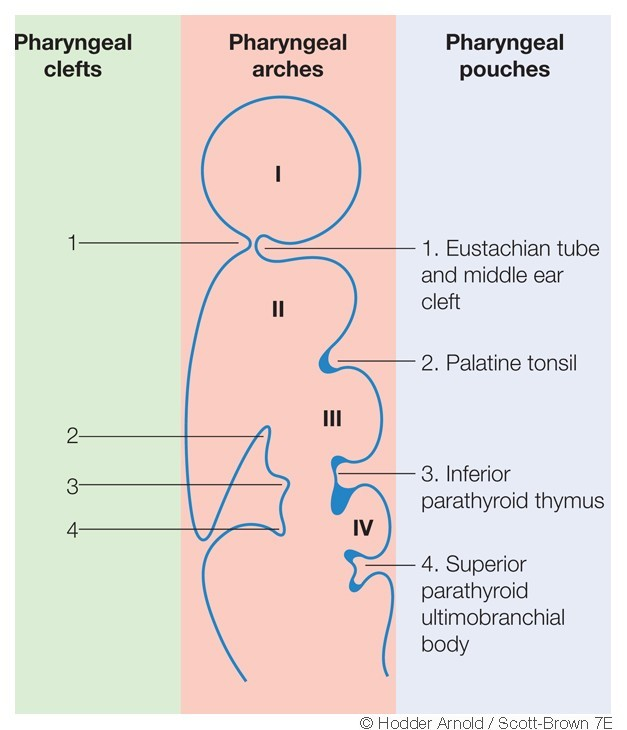 Pharyngeal
clefts
Pharyngeal
arches
Pharyngeal
pouches
I
1
1. Eustachian tube
and middle ear
cleft
II
2. Palatine tonsil
III
2
3
3. Inferior
parathyroid thymus
4
IV
4. Superior
parathyroid
ultimobranchial
body
© Hodder Arnold / Scott-Brown 7E